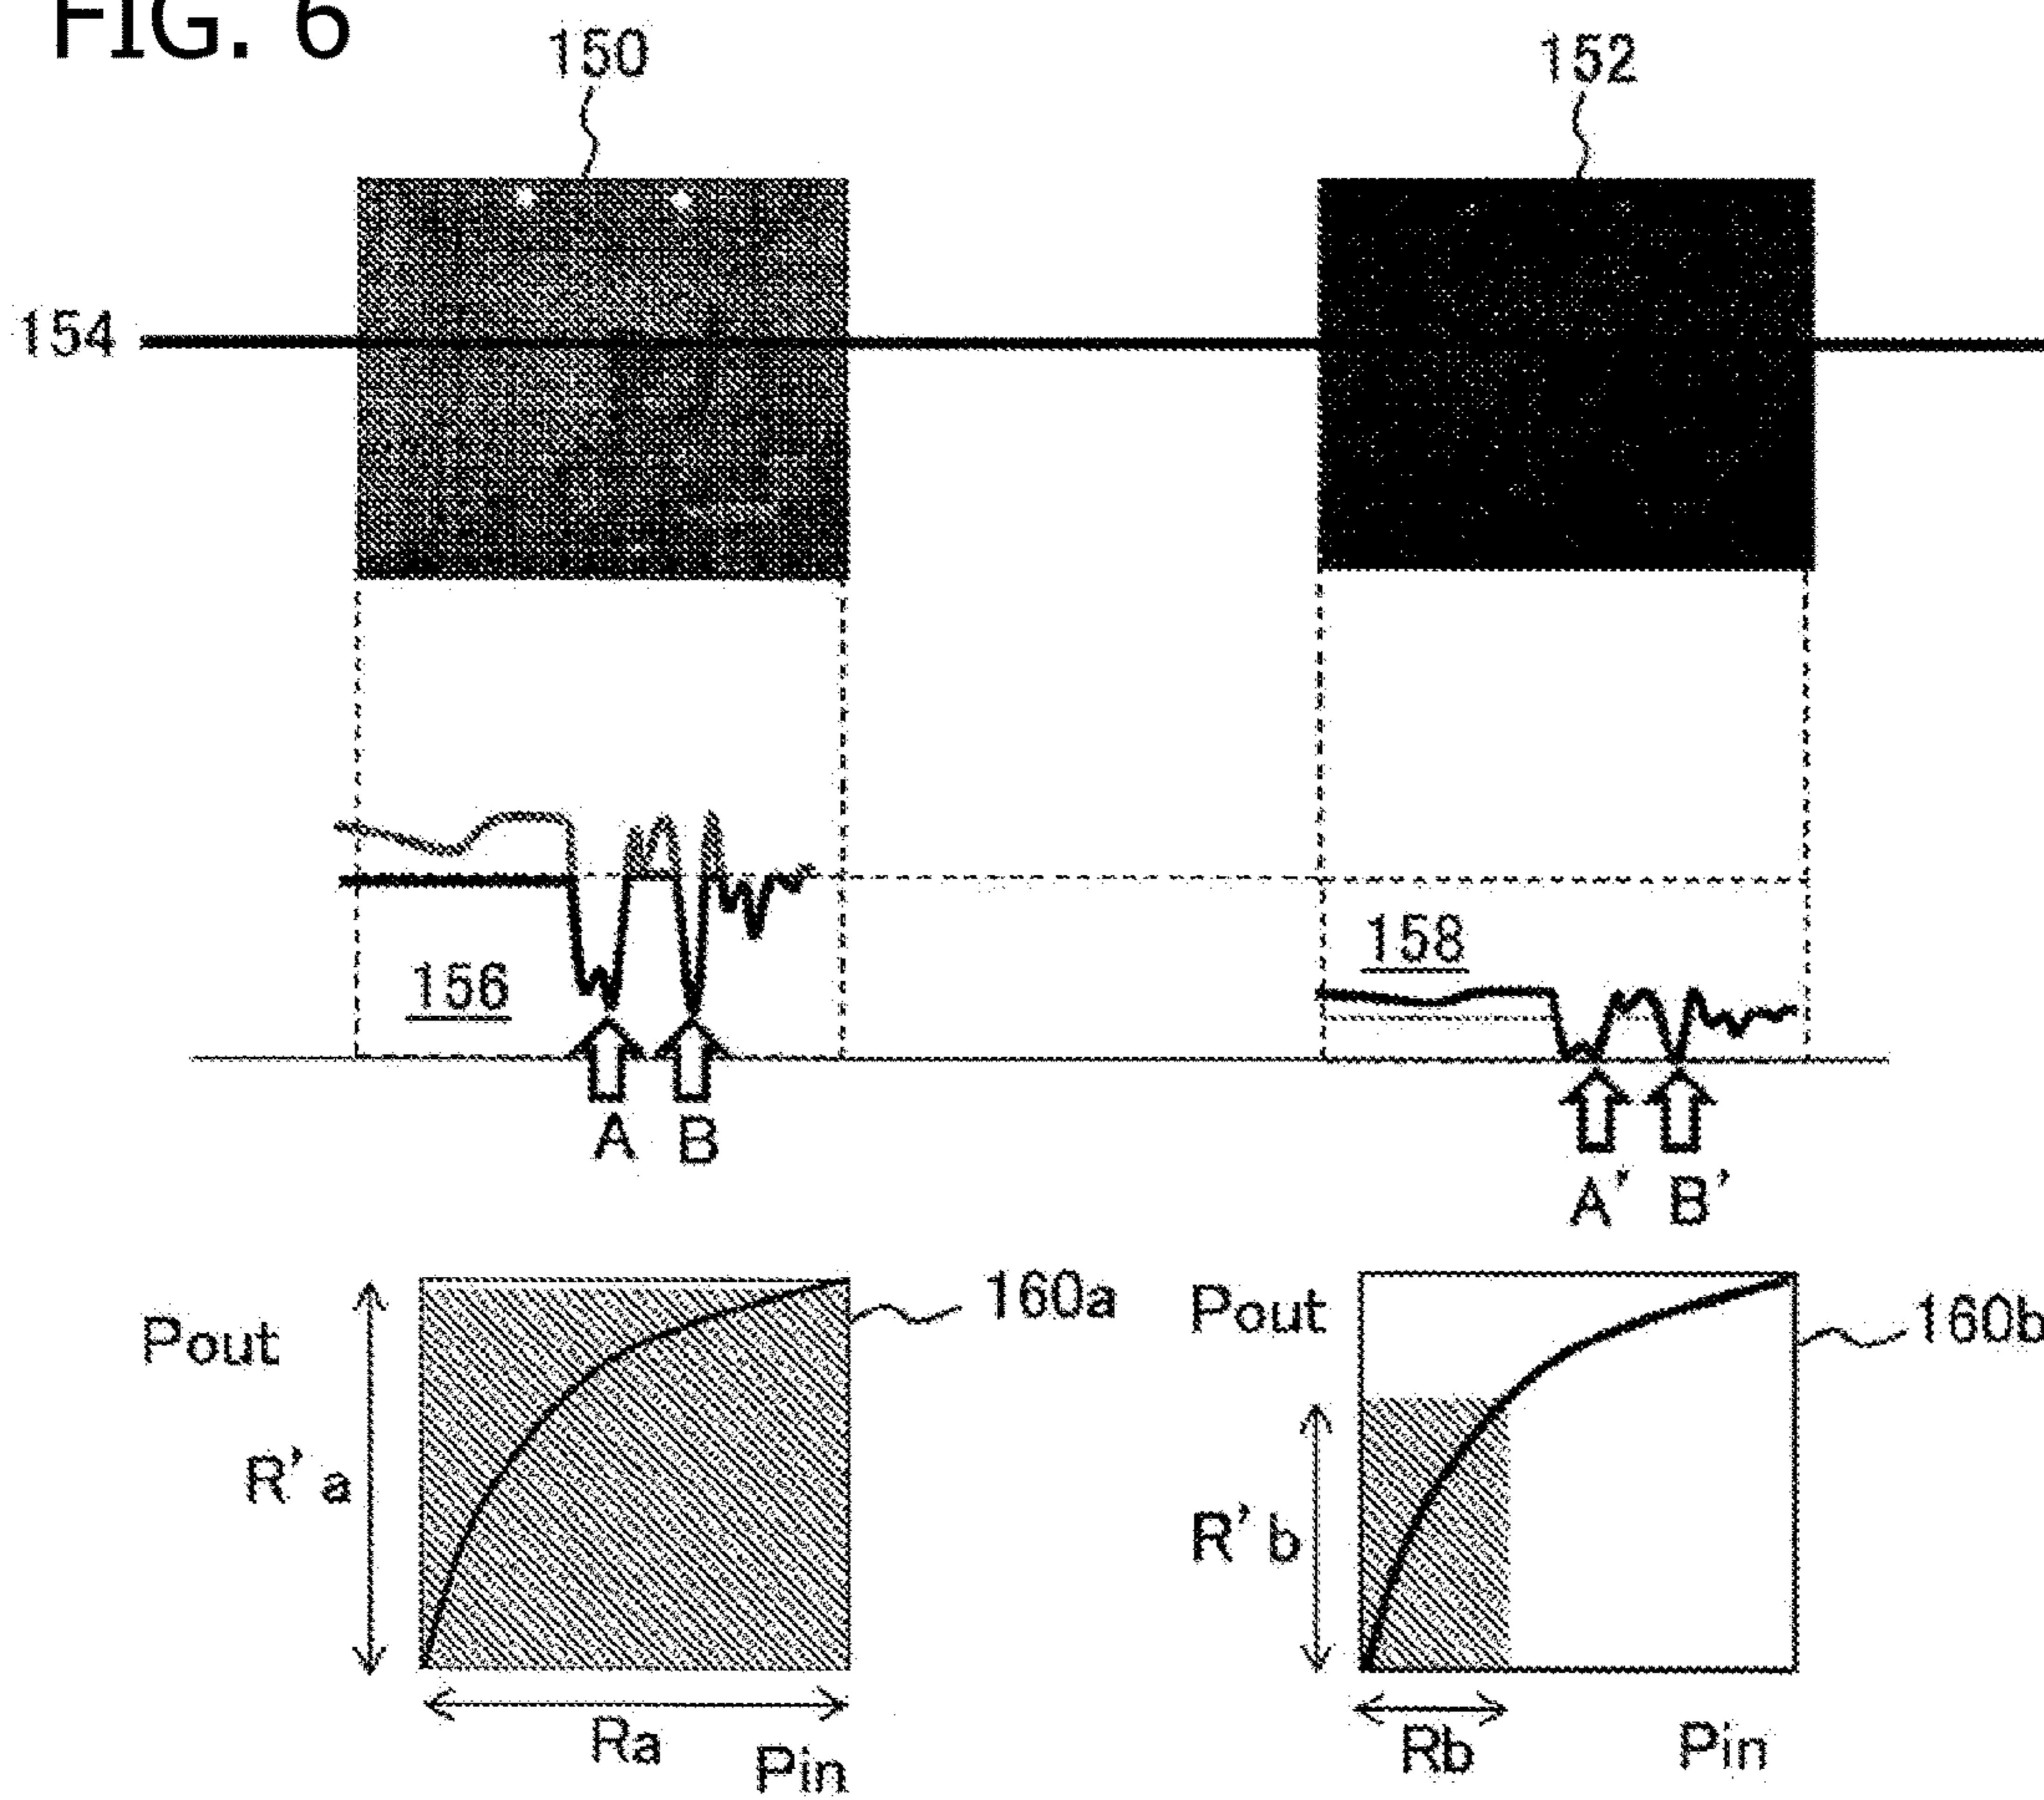 FIG. 6
150
152
154
156
158
A
B
A'
B'
Pout
160a
R'a
Ra
Pin
Pout
160b
R'b
Rb
Pin